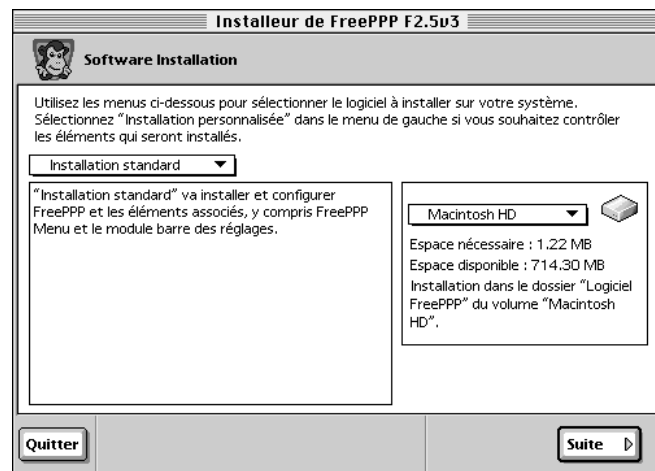 Installeur de FreePPP F2.5v3
Software Installation
Utilisez les menus ci-dessous pour sélectionner le logiciel à installer sur votre système.
Sélectionnez "Installation personnalisée" dans le menu de gauche si vous souhaitez contrôler
les éléments qui seront installés.
Installation standard
"Installation standard" va installer et configurer
FreePPP et les éléments associés, y compris FreePPP
Menu et le module barre des réglages.
Macintosh HD
Espace nécessaire : 1.22 MB
Espace disponible : 714.30 MB
Installation dans le dossier "Logiciel
FreePPP" du volume "Macintosh
HD".
Quitter
Suite